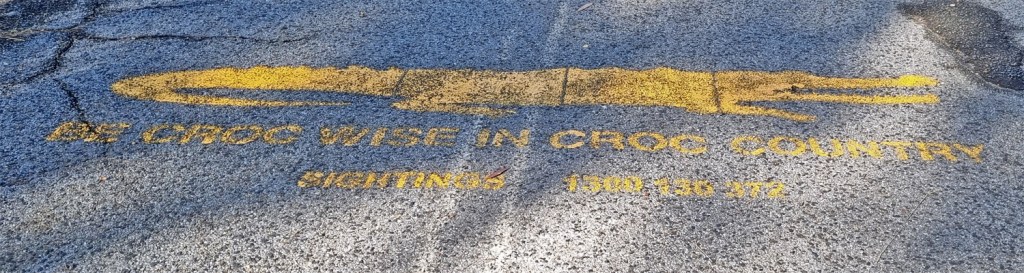 BE CROC WISE IN CROC COUNTRY
SIGHTINGS 1300 130 372